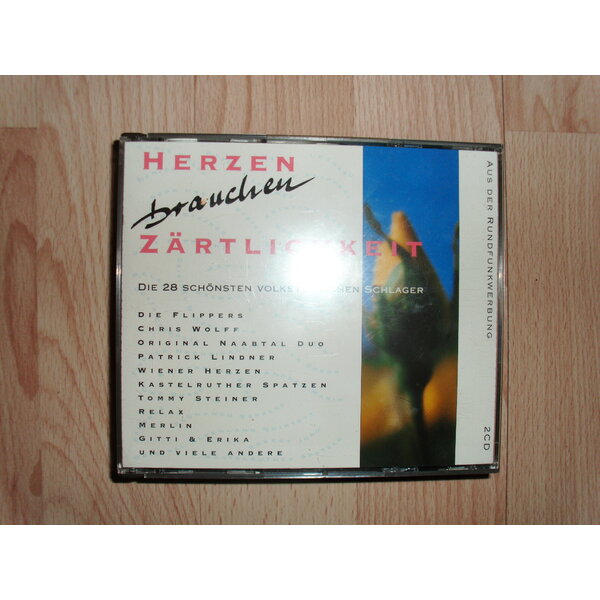 HERZEN
brauchen
ZÄRTLICHKEIT
DIE 28 SCHÖNSTEN SCHLAGER
DIE FLIPPERS
CHRIS WOLFF
ORIGINAL NAABTAL DUO
PATRICK LINDNER
WIENER HERZEN
KASTELRUTHER SPATZEN
TOMMY STEINER
RELAX
MERLIN
GITTI & ERIKA
UND VIELE ANDERE
AUS DER RUNDFUNKWERBUNG
2CD